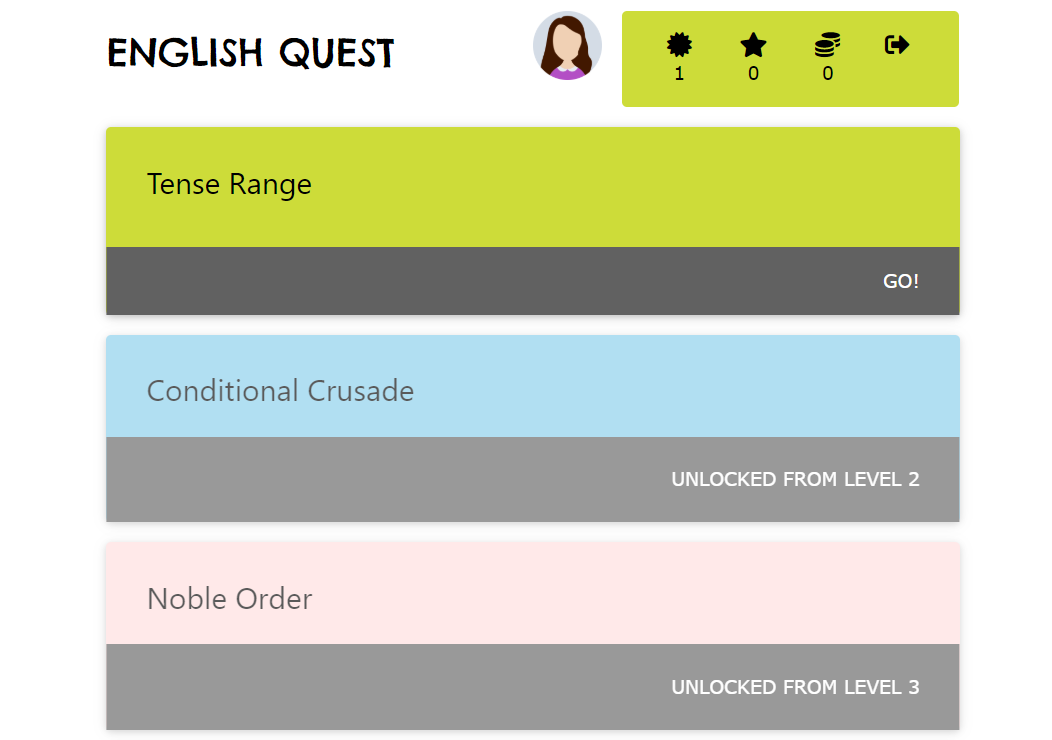 ENGLISH QUEST
1 0 0
Tense Range
GO!
Conditional Crusade
UNLOCKED FROM LEVEL 2
Noble Order
UNLOCKED FROM LEVEL 3